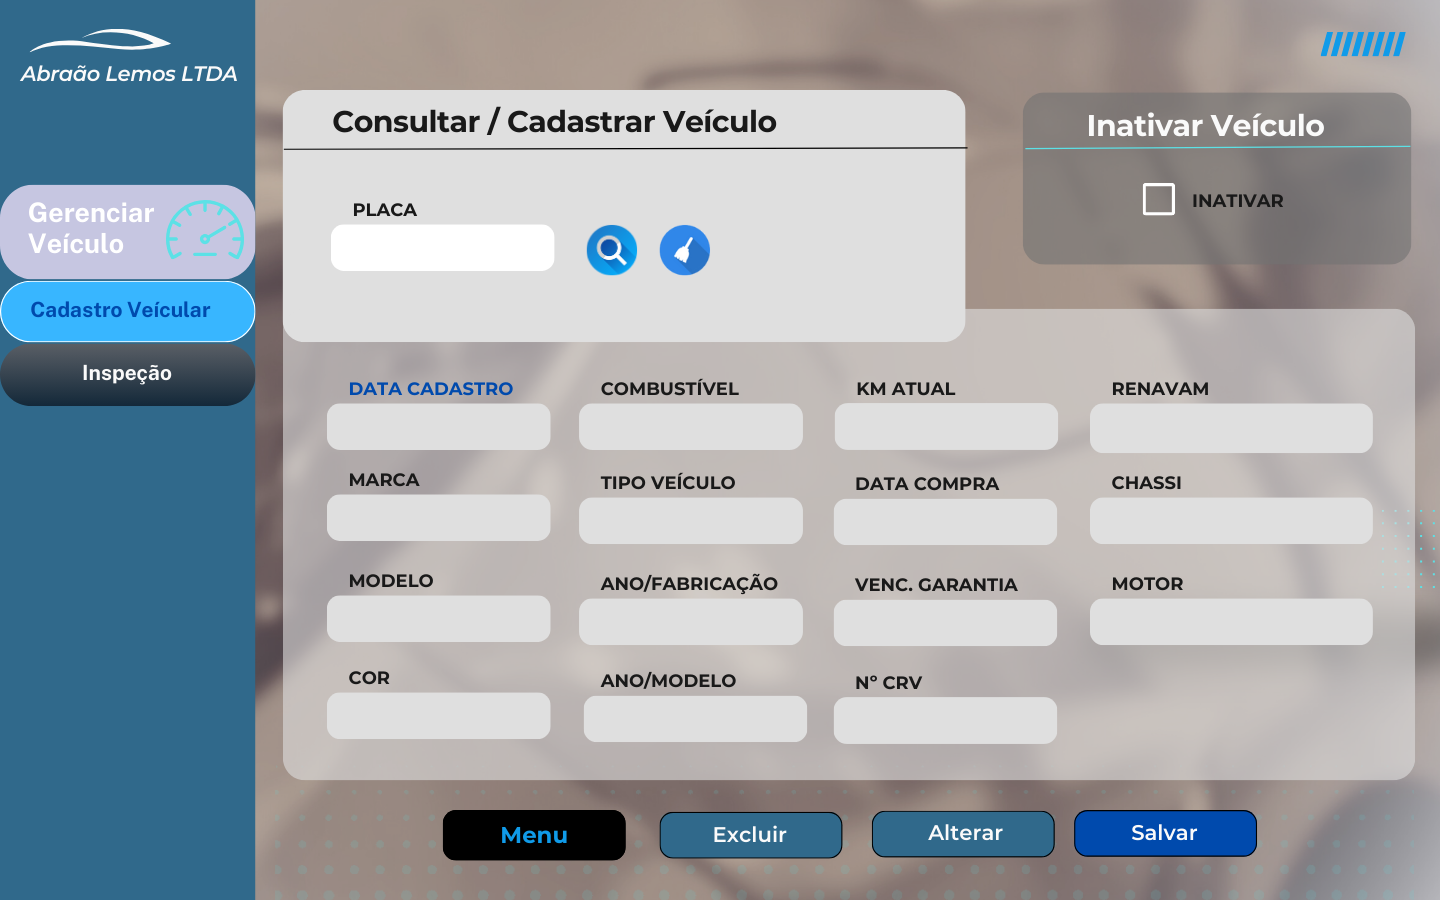 Abraão Lemos LTDA
Gerenciar
Veículo
Cadastro Veícular
Inspeção
Consultar / Cadastrar Veículo
PLACA
Inativar Veículo
INATIVAR
DATA CADASTRO
COMBUSTÍVEL
KM ATUAL
RENAVAM
MARCA
TIPO VEÍCULO
DATA COMPRA
CHASSI
MODELO
ANO/FABRICAÇÃO
VENC. GARANTIA
MOTOR
COR
ANO/MODELO
Nº CRV
Menu
Excluir
Alterar
Salvar